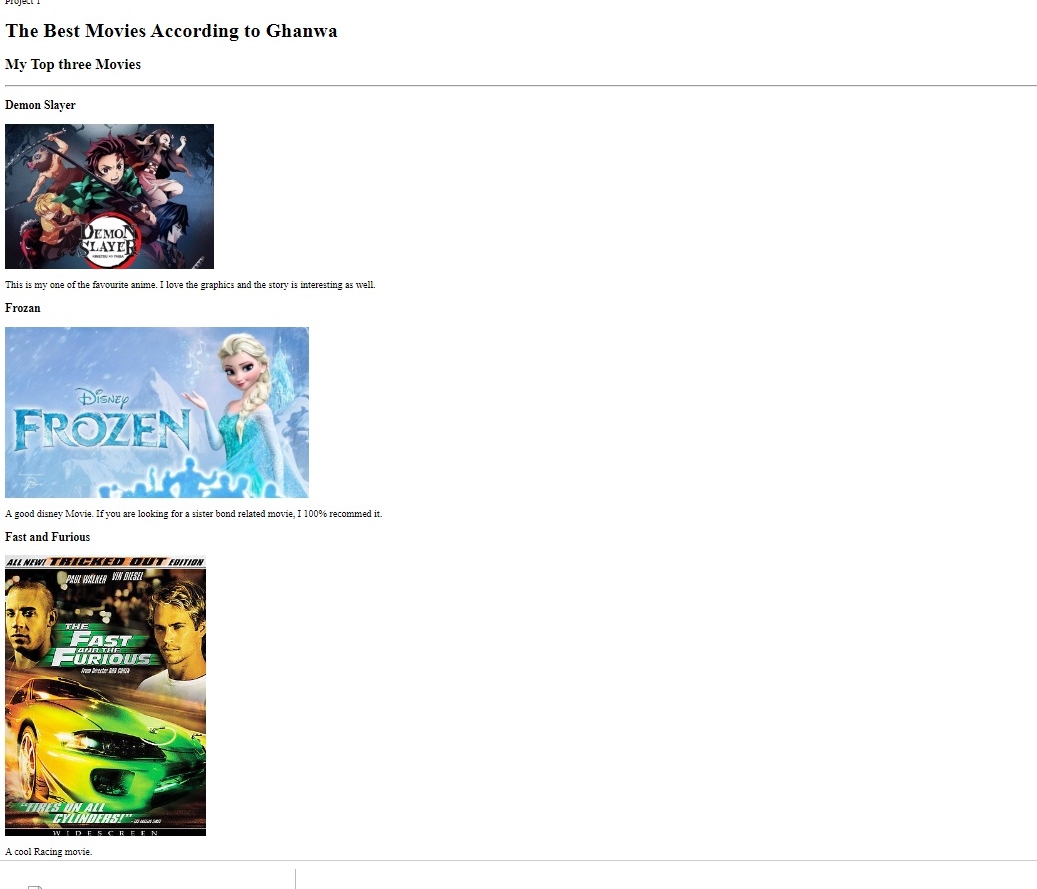 Project 1
The Best Movies According to Ghanwa
My Top three Movies
Demon Slayer
DEMON
SLAYER
This is my one of the favourite anime. I love the graphics and the story is interesting as well.
Frozan
DISNEY
FROZEN
A good disney Movie. If you are looking for a sister bond related movie, I 100% recommed it.
Fast and Furious
ALL NEW! TRICKED OUT EDITION
PAUL WALKER VIN DIESEL
THE
FAST
AND THE
FURIOUS
"FIRES ON ALL
CYLINDERS!"
WIDESCREEN
A cool Racing movie.